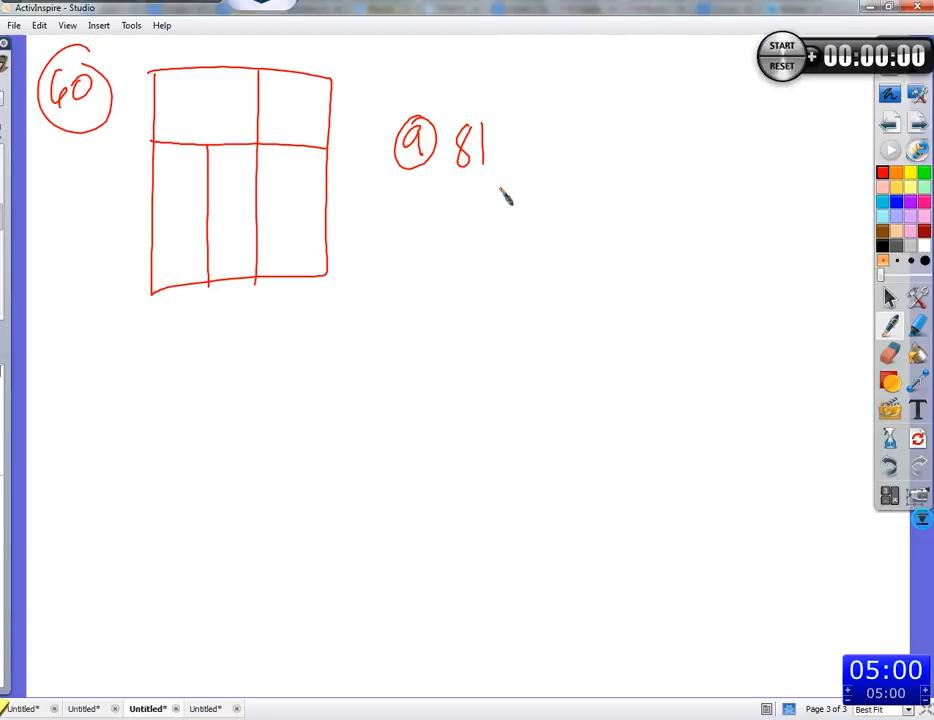 ActivInspire - Studio
File Edit View Insert Tools Help
START
RESET
+ 00:00:00
60
a 81
05:00
05:00
Untitled* Untitled* Untitled* Untitled* Page 3 of 3 Best Fit